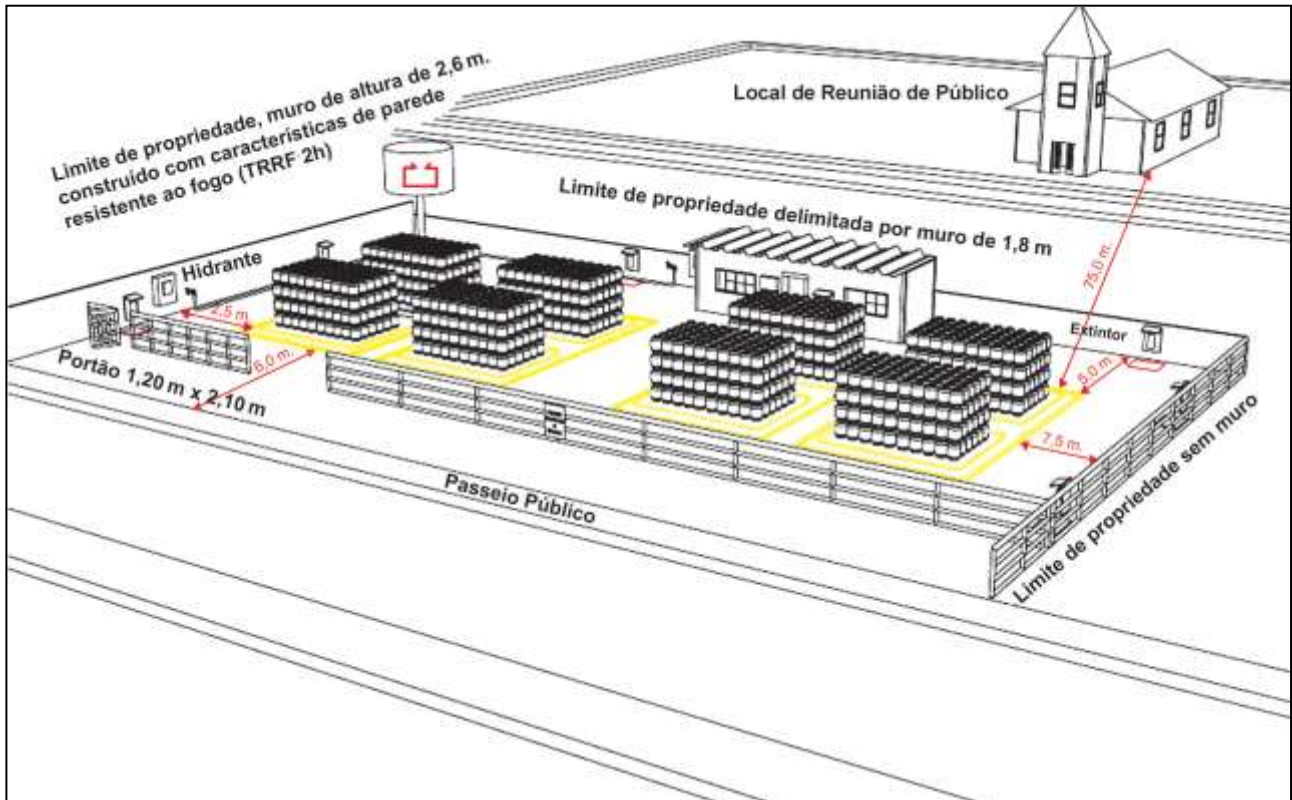 Limite de propriedade, muro de altura de 2,6 m.
construído com características de parede
resistente ao fogo (TRRF 2h)
Local de Reunião de Público
Limite de propriedade delimitada por muro de 1,8 m
75,0 m.
Hidrante
2,5 m.
Extintor
6,0 m.
5,0 m.
Portão 1,20 m x 2,10 m
7,5 m.
Passeio Público
Limite de propriedade sem muro